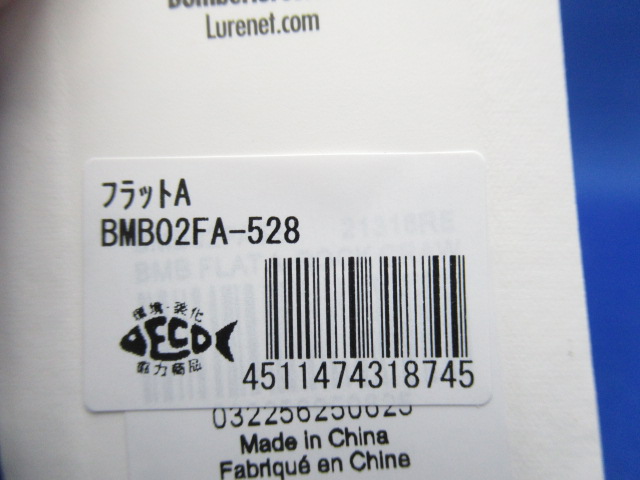 Lurenet.com
フラットA
BMB02FA-528
環境・美化
ECO
協力商品
4511474318745
032256250625
Made in China
Fabriqué en Chine